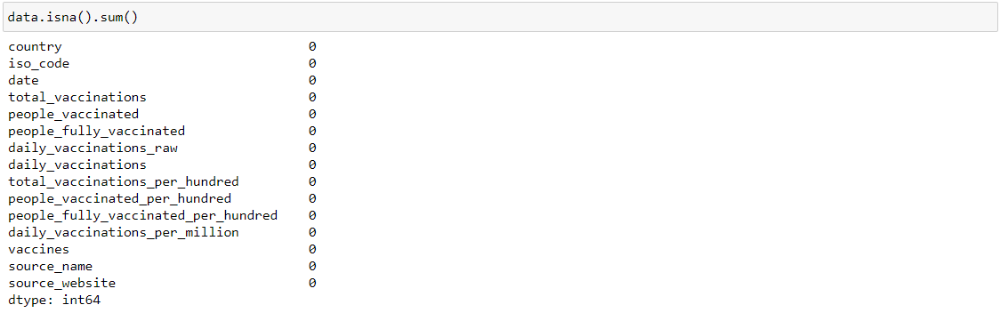 data.isna().sum()
country 0
iso_code 0
date 0
total_vaccinations 0
people_vaccinated 0
people_fully_vaccinated 0
daily_vaccinations_raw 0
daily_vaccinations 0
total_vaccinations_per_hundred 0
people_vaccinated_per_hundred 0
people_fully_vaccinated_per_hundred 0
daily_vaccinations_per_million 0
vaccines 0
source_name 0
source_website 0
dtype: int64